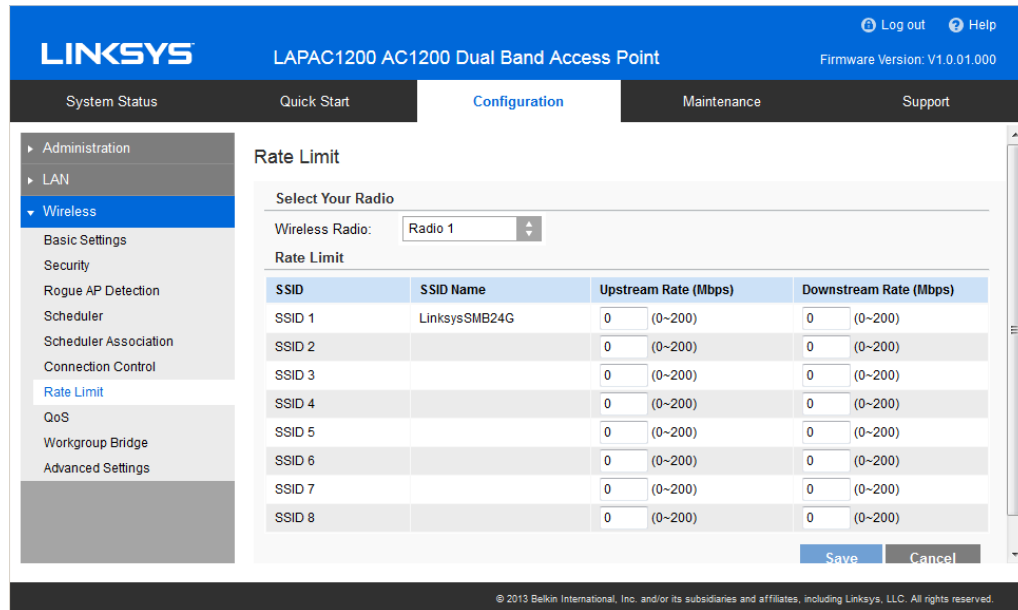 Log out Help
LINKSYS LAPAC1200 AC1200 Dual Band Access Point Firmware Version: V1.0.01.000
System Status Quick Start Configuration Maintenance Support
Administration
LAN
Wireless
Basic Settings
Security
Rogue AP Detection
Scheduler
Scheduler Association
Connection Control
Rate Limit
QoS
Workgroup Bridge
Advanced Settings
Rate Limit
Select Your Radio
Wireless Radio: Radio 1
Rate Limit
SSID SSID Name Upstream Rate (Mbps) Downstream Rate (Mbps)
SSID 1 LinksysSMB24G 0 (0~200) 0 (0~200)
SSID 2 0 (0~200) 0 (0~200)
SSID 3 0 (0~200) 0 (0~200)
SSID 4 0 (0~200) 0 (0~200)
SSID 5 0 (0~200) 0 (0~200)
SSID 6 0 (0~200) 0 (0~200)
SSID 7 0 (0~200) 0 (0~200)
SSID 8 0 (0~200) 0 (0~200)
Save Cancel
© 2013 Belkin International, Inc. and/or its subsidiaries and affiliates, including Linksys, LLC. All rights reserved.